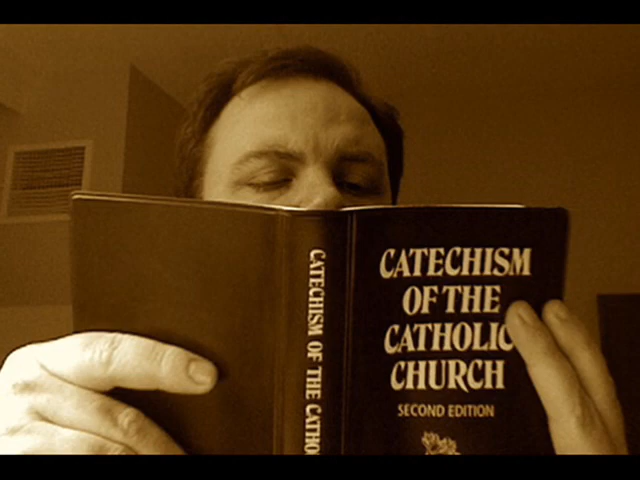 CATECHISM OF THE CATHO
CATECHISM
OF THE
CATHOLIC
CHURCH
SECOND EDITION